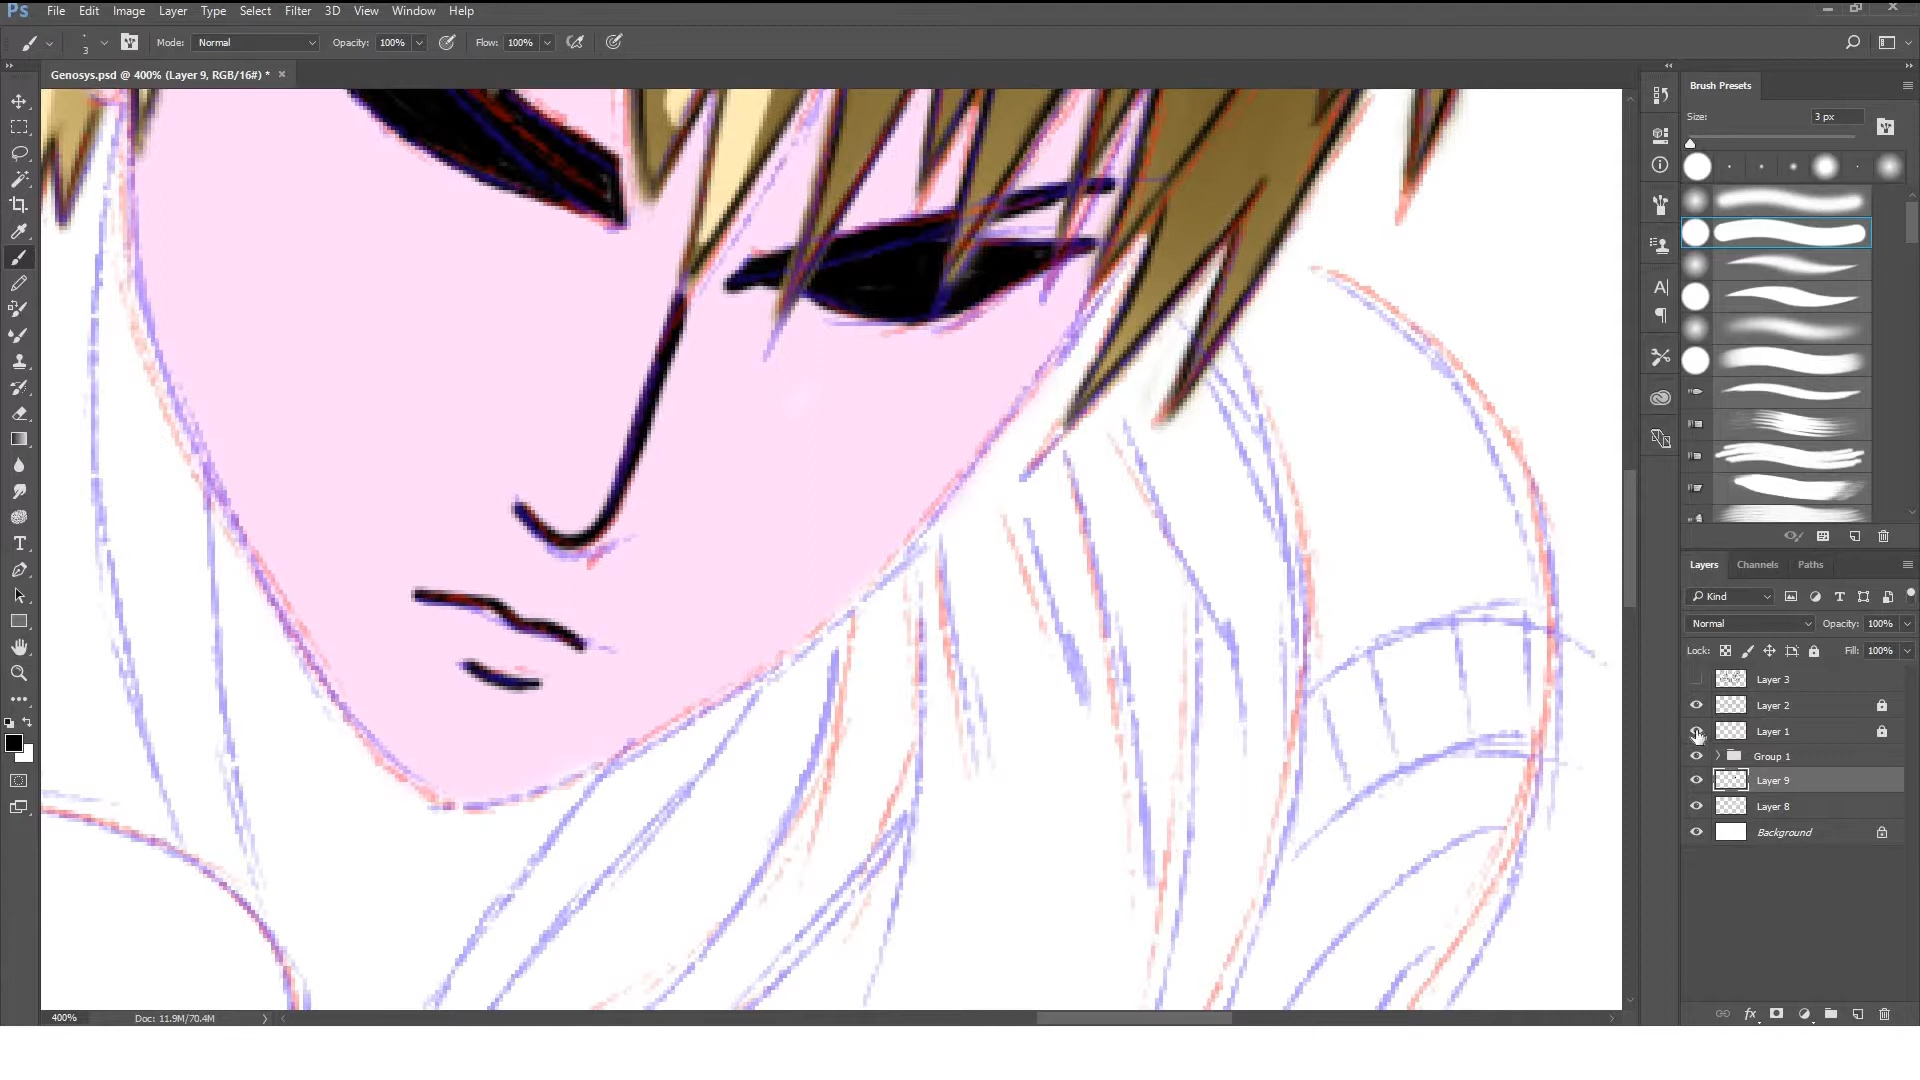 Ps File Edit Image Layer Type Select Filter 3D View Window Help
3 Mode: Normal Opacity: 100% Flow: 100%
Genosys.psd @ 400% (Layer 9, RGB/16#) * ×
Brush Presets
Size: 3 px
Layers Channels Paths
Kind
Normal Opacity: 100%
Lock: Fill: 100%
Layer 3
Layer 2
Layer 1
Group 1
Layer 9
Layer 8
Background
400% Doc: 11.9M/70.4M